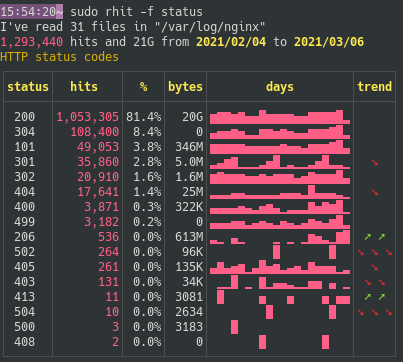 15:54:20~ sudo rhit -f status
I've read 31 files in "/var/log/nginx"
1,293,440 hits and 21G from 2021/02/04 to 2021/03/06
HTTP status codes
status hits % bytes days trend
200 1,053,305 81.4% 20G
304 108,400 8.4% 0
101 49,053 3.8% 346M
301 35,860 2.8% 5.0M ↘
302 20,910 1.6% 1.6M
404 17,641 1.4% 25M ↘
400 3,871 0.3% 322K
499 3,182 0.2% 0
206 536 0.0% 613M ↗ ↗
502 264 0.0% 96K ↘ ↘ ↘
405 261 0.0% 135K ↘
403 131 0.0% 34K ↘ ↘
413 11 0.0% 3081 ↗ ↗
504 10 0.0% 2634 ↘ ↘ ↘
500 3 0.0% 3183
408 2 0.0% 0